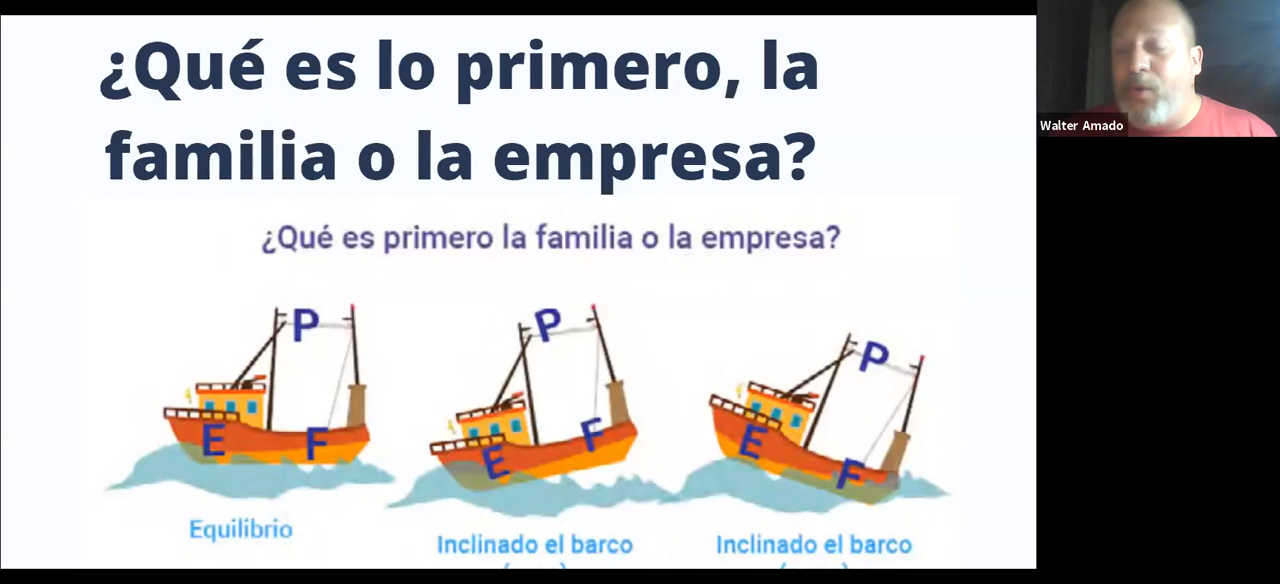 ¿Qué es lo primero, la
familia o la empresa?
Walter Amado
¿Qué es primero la familia o la empresa?
P
P
P
E
F
E
F
E
F
Equilibrio
Inclinado el barco
Inclinado el barco